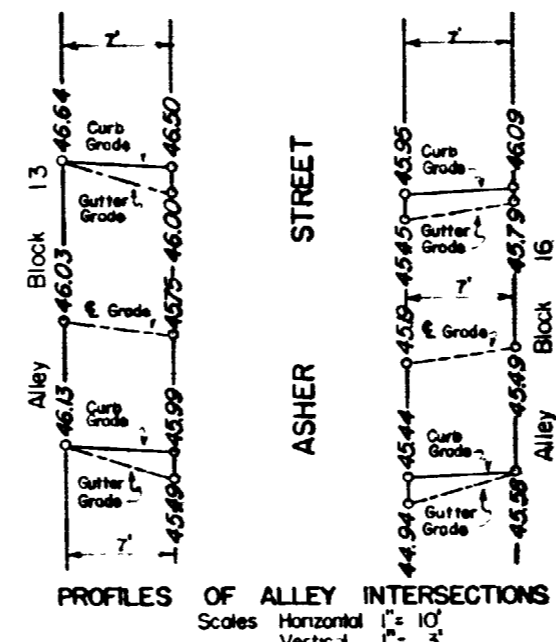 7'
46.64
46.50
Curb
Grade
Gutter
Grade
46.00
Block 13
46.03
℄ Grade
45.75
Alley
46.13
Curb
Grade
45.99
Gutter
Grade
45.49
7'
STREET
ASHER
7'
45.95
46.09
Curb
Grade
Gutter
Grade
45.45
45.79
7'
Block 16
45.19
℄ Grade
45.49
Alley
45.44
Curb
Grade
Gutter
Grade
44.94
45.58
PROFILES OF ALLEY INTERSECTIONS
Scales Horizontal 1"= 10'
Vertical 1"= 3'